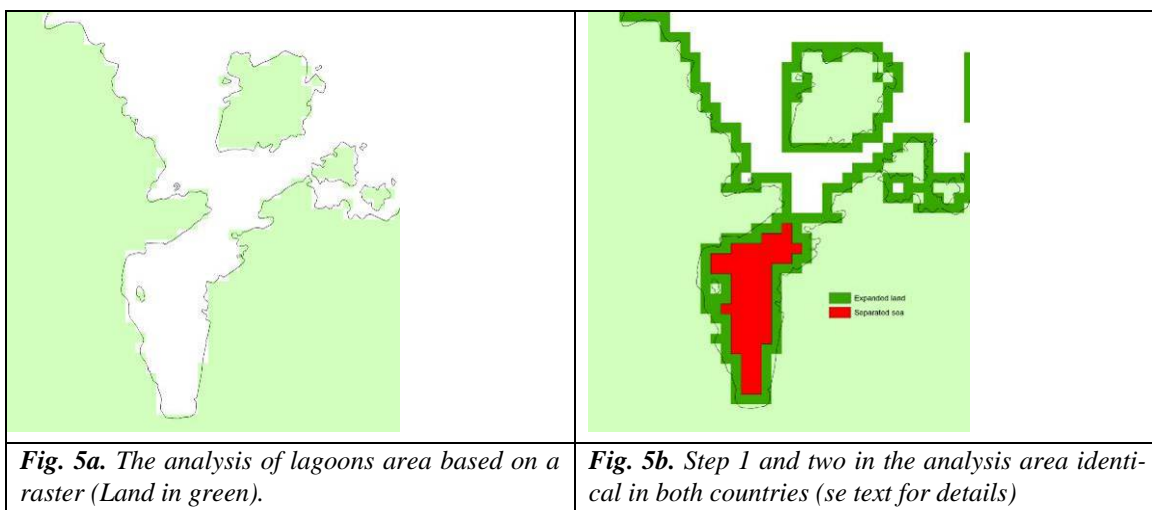 Expanded land
Separated sea
Fig. 5a. The analysis of lagoons area based on a
raster (Land in green).
Fig. 5b. Step 1 and two in the analysis area identi-
cal in both countries (se text for details)